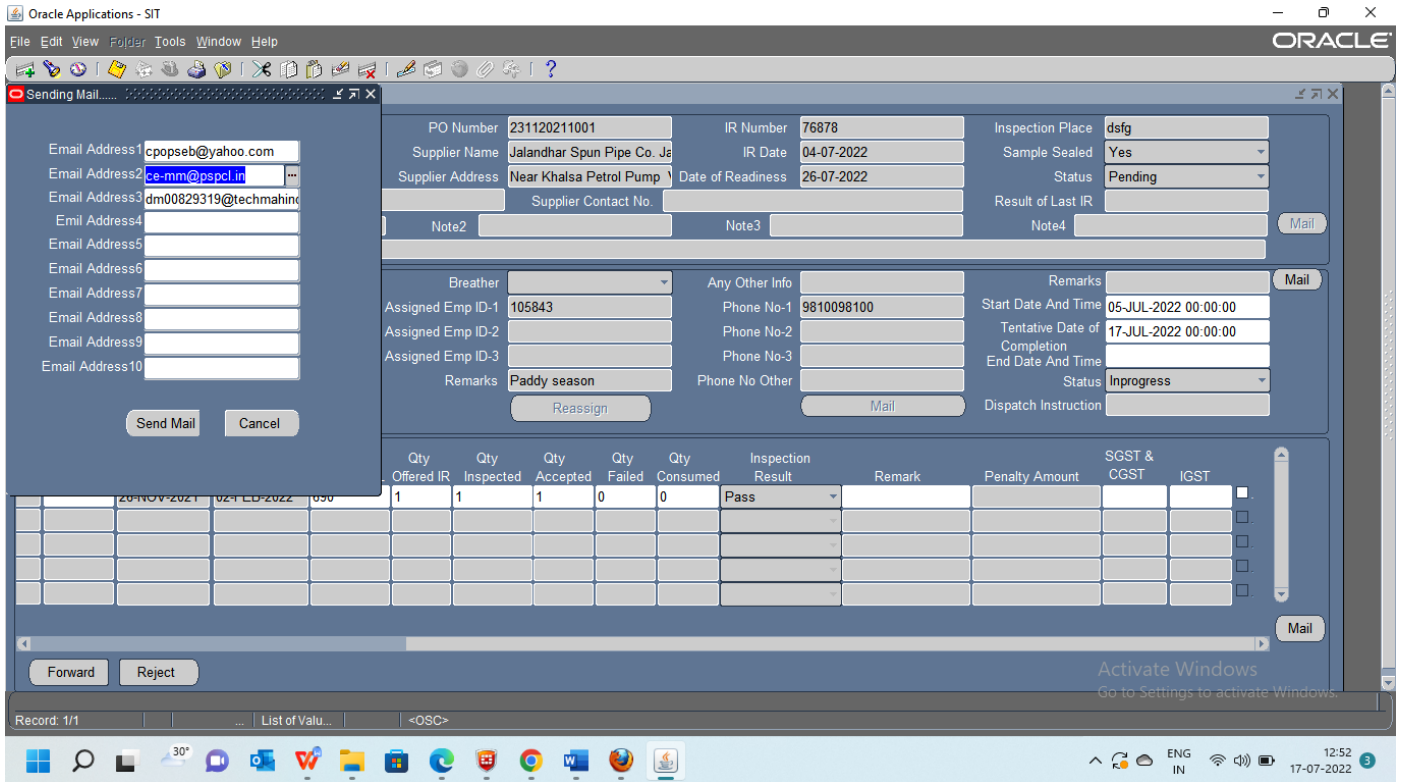 Oracle Applications - SIT
File Edit View Folder Tools Window Help
ORACLE
Sending Mail......
Email Address1 cpopseb@yahoo.com
Email Address2 ce-mm@pspcl.in
Email Address3 dm00829319@techmahind
Emil Address4
Email Address5
Email Address6
Email Address7
Email Address8
Email Address9
Email Address10
Send Mail Cancel
PO Number 231120211001 IR Number 76878 Inspection Place dsfg
Supplier Name Jalandhar Spun Pipe Co. Ja IR Date 04-07-2022 Sample Sealed Yes
Supplier Address Near Khalsa Petrol Pump Date of Readiness 26-07-2022 Status Pending
Supplier Contact No. Result of Last IR
Note2 Note3 Note4 Mail
Breather Any Other Info Remarks Mail
Assigned Emp ID-1 105843 Phone No-1 9810098100 Start Date And Time 05-JUL-2022 00:00:00
Assigned Emp ID-2 Phone No-2 Tentative Date of Completion 17-JUL-2022 00:00:00
Assigned Emp ID-3 Phone No-3 End Date And Time
Remarks Paddy season Phone No Other Status Inprogress
Reassign Mail Dispatch Instruction
Qty Offered IR Qty Inspected Qty Accepted Qty Failed Qty Consumed Inspection Result Remark Penalty Amount SGST & CGST IGST
26-NOV-2021 02-FEB-2022 690 1 1 1 0 0 Pass
Mail
Forward Reject
Activate Windows
Go to Settings to activate Windows.
Record: 1/1 ... List of Valu... <OSC>
30°
ENG
IN
12:52
17-07-2022
3